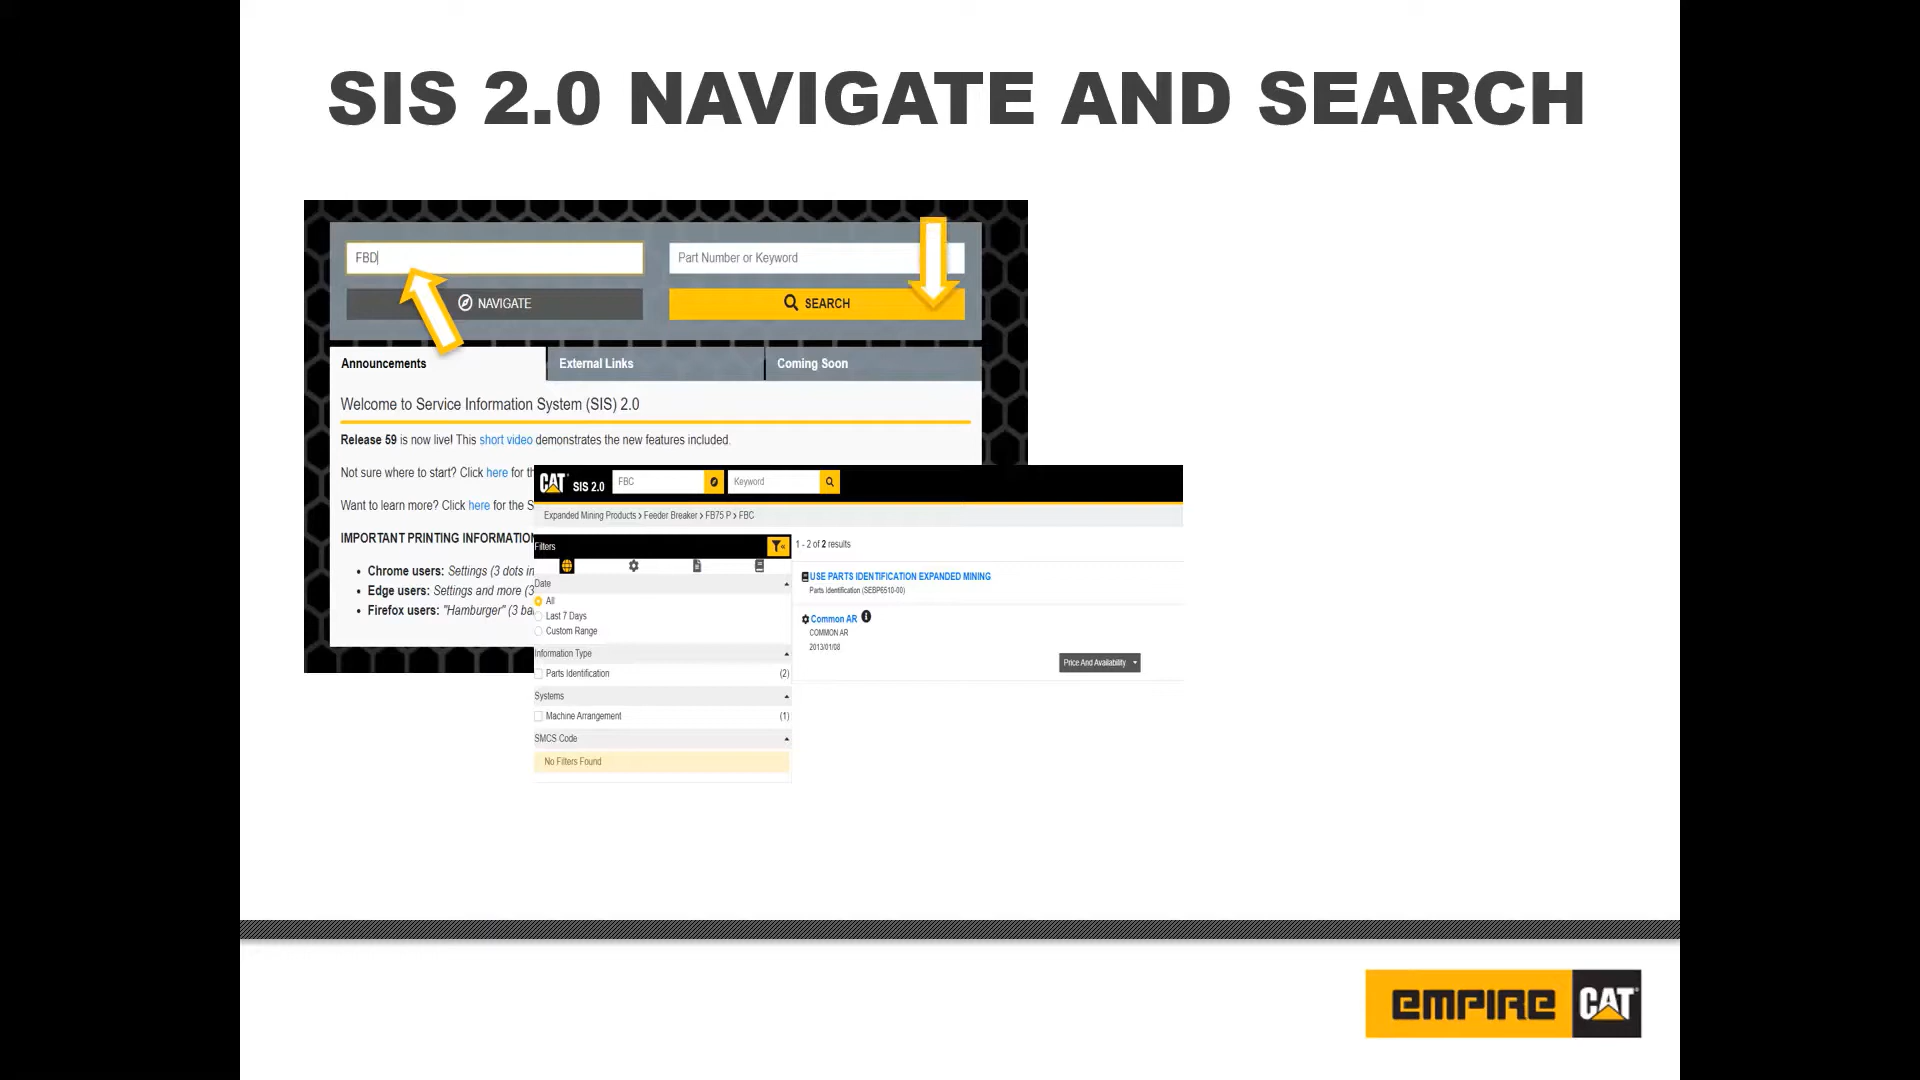 SIS 2.0 NAVIGATE AND SEARCH
FBD
Part Number or Keyword
NAVIGATE
SEARCH
Announcements
External Links
Coming Soon
Welcome to Service Information System (SIS) 2.0
Release 59 is now live! This short video demonstrates the new features included.
Not sure where to start? Click here for th
Want to learn more? Click here for the S
IMPORTANT PRINTING INFORMATION
• Chrome users: Settings (3 dots in
• Edge users: Settings and more (3
• Firefox users: "Hamburger" (3 ba
CAT SIS 2.0
FBC
Keyword
Expanded Mining Products > Feeder Breaker > FB75 P > FBC
Filters
Date
All
Last 7 Days
Custom Range
Information Type
Parts Identification (2)
Systems
Machine Arrangement (1)
SMCS Code
No Filters Found
1 - 2 of 2 results
USE PARTS IDENTIFICATION EXPANDED MINING
Parts Identification (SEBP6510-00)
Common AR
COMMON AR
2013/01/08
Price And Availability
EMPIRE CAT